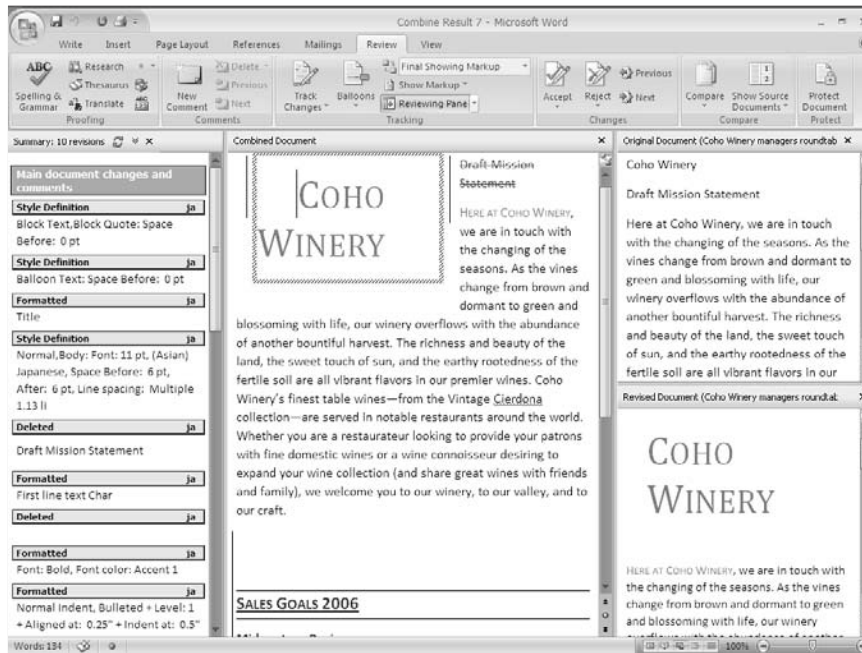 Combine Result 7 - Microsoft Word
Write Insert Page Layout References Mailings Review View
ABC
Spelling & Grammar
Research
Thesaurus
Translate
Proofing
New Comment
Delete
Previous
Next
Comments
Track Changes
Balloons
Final Showing Markup
Show Markup
Reviewing Pane
Tracking
Accept
Reject
Previous
Next
Changes
Compare
Show Source Documents
Compare
Protect Document
Protect
Summary: 10 revisions
Main document changes and
comments
Style Definition ja
Block Text,Block Quote: Space
Before: 0 pt
Style Definition ja
Balloon Text: Space Before: 0 pt
Formatted ja
Title
Style Definition ja
Normal,Body: Font: 11 pt, (Asian)
Japanese, Space Before: 6 pt,
After: 6 pt, Line spacing: Multiple
1.13 li
Deleted ja
Draft Mission Statement
Formatted ja
First line text Char
Deleted ja
Formatted ja
Font: Bold, Font color: Accent 1
Formatted ja
Normal Indent, Bulleted + Level: 1
+ Aligned at: 0.25" + Indent at: 0.5"
Combined Document
COHO
WINERY
Draft Mission
Statement
HERE AT COHO WINERY,
we are in touch with
the changing of the
seasons. As the vines
change from brown and
dormant to green and
blossoming with life, our winery overflows with the abundance
of another bountiful harvest. The richness and beauty of the
land, the sweet touch of sun, and the earthy rootedness of the
fertile soil are all vibrant flavors in our premier wines. Coho
Winery's finest table wines—from the Vintage Cierdona
collection—are served in notable restaurants around the world.
Whether you are a restaurateur looking to provide your patrons
with fine domestic wines or a wine connoisseur desiring to
expand your wine collection (and share great wines with friends
and family), we welcome you to our winery, to our valley, and to
our craft.
SALES GOALS 2006
Original Document (Coho Winery managers roundtab
Coho Winery
Draft Mission Statement
Here at Coho Winery, we are in touch
with the changing of the seasons. As the
vines change from brown and dormant to
green and blossoming with life, our
winery overflows with the abundance of
another bountiful harvest. The richness
and beauty of the land, the sweet touch
of sun, and the earthy rootedness of the
fertile soil are all vibrant flavors in our
Revised Document (Coho Winery managers roundtab
COHO
WINERY
HERE AT COHO WINERY, we are in touch with
the changing of the seasons. As the vines
change from brown and dormant to green
and blossoming with life, our winery
Words: 134
100%